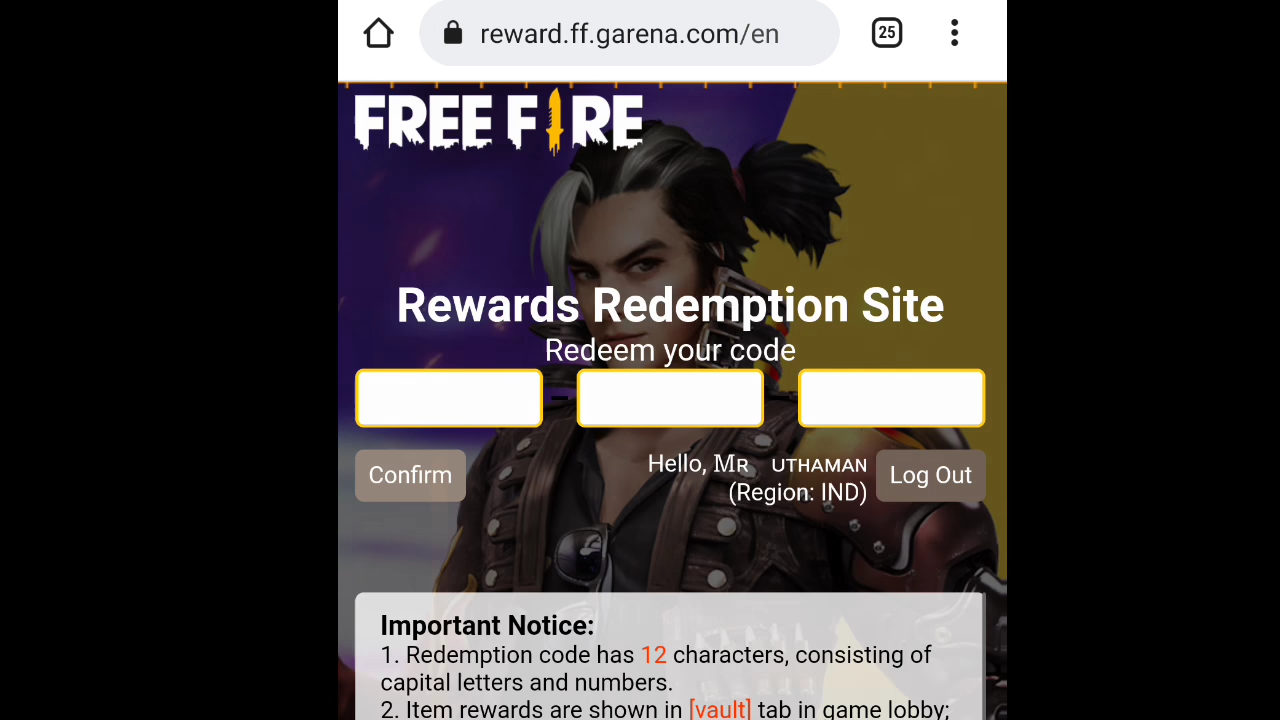 reward.ff.garena.com/en
25
FREE FIRE
Rewards Redemption Site
Redeem your code
Confirm
Hello, Mʀ ᴜᴛʜᴀᴍᴀɴ
(Region: IND)
Log Out
Important Notice:
1. Redemption code has 12 characters, consisting of
capital letters and numbers.
2. Item rewards are shown in [vault] tab in game lobby;